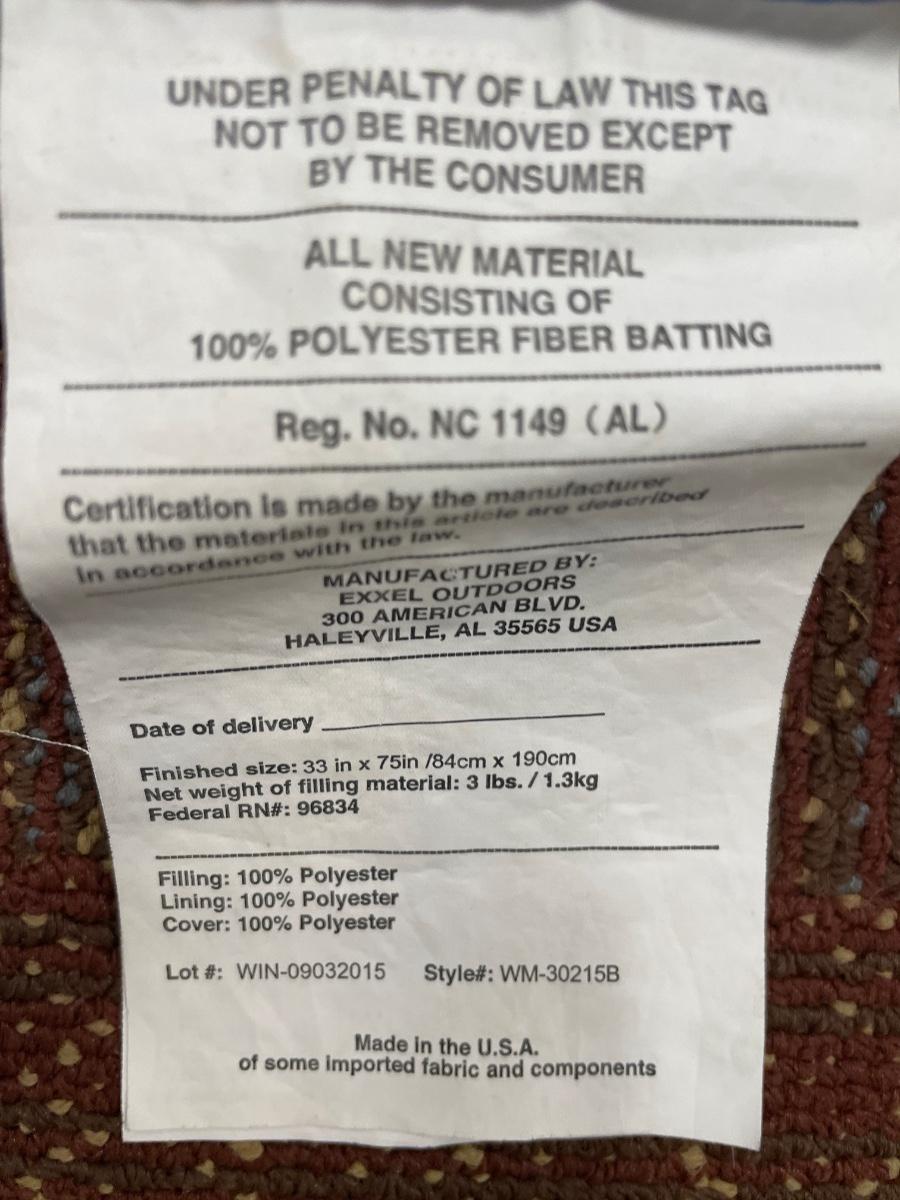 UNDER PENALTY OF LAW THIS TAG
NOT TO BE REMOVED EXCEPT
BY THE CONSUMER
ALL NEW MATERIAL
CONSISTING OF
100% POLYESTER FIBER BATTING
Reg. No. NC 1149 (AL)
Certification is made by the manufacturer
that the materials in this article are described
in accordance with the law.
MANUFACTURED BY:
EXXEL OUTDOORS
300 AMERICAN BLVD.
HALEYVILLE, AL 35565 USA
Date of delivery
Finished size: 33 in x 75in /84cm x 190cm
Net weight of filling material: 3 lbs. / 1.3kg
Federal RN#: 96834
Filling: 100% Polyester
Lining: 100% Polyester
Cover: 100% Polyester
Lot #: WIN-09032015 Style#: WM-30215B
Made in the U.S.A.
of some imported fabric and components